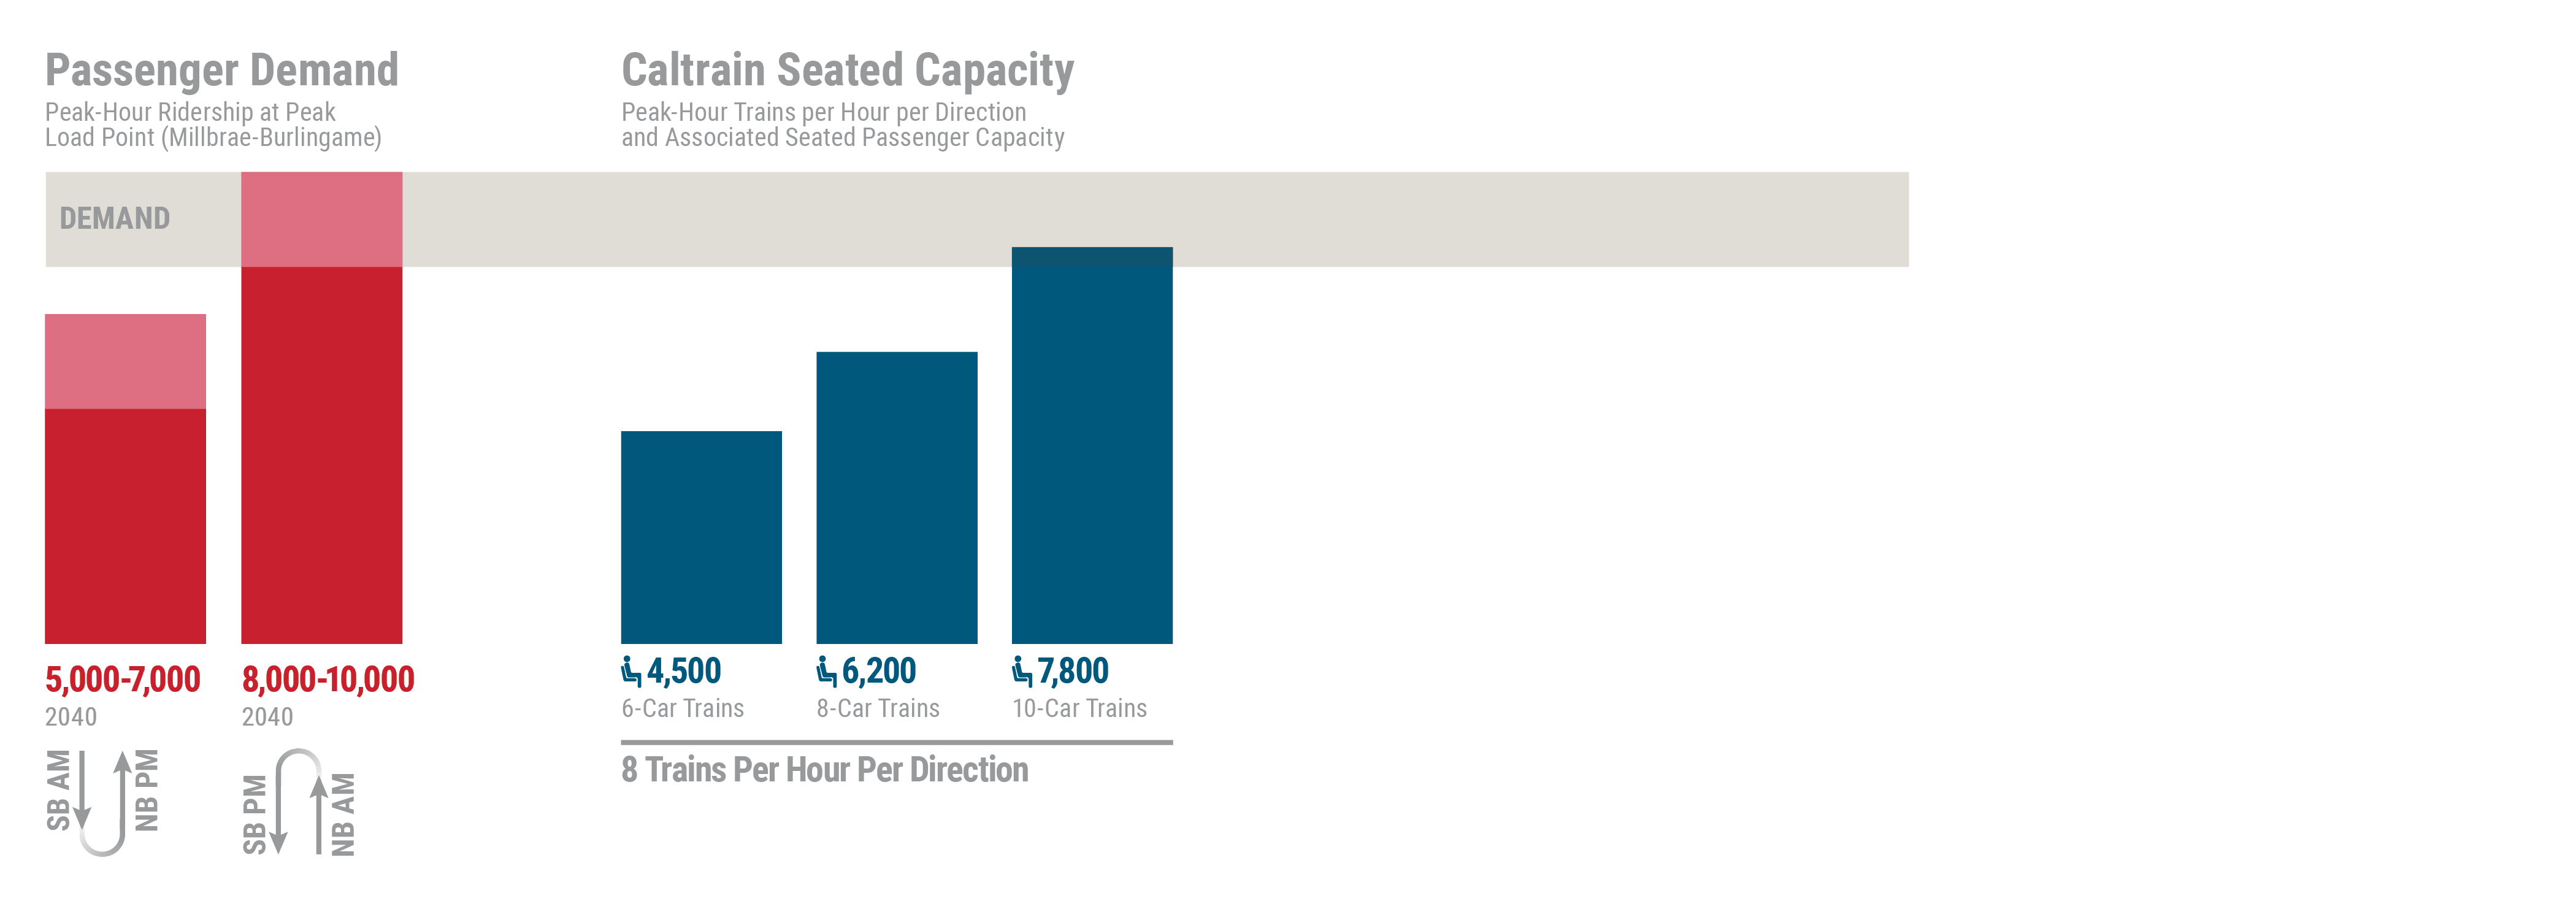 Passenger Demand
Peak-Hour Ridership at Peak
Load Point (Millbrae-Burlingame)
Caltrain Seated Capacity
Peak-Hour Trains per Hour per Direction
and Associated Seated Passenger Capacity
DEMAND
5,000-7,000
2040
SB AM
NB PM
8,000-10,000
2040
SB PM
NB AM
4,500
6-Car Trains
6,200
8-Car Trains
7,800
10-Car Trains
8 Trains Per Hour Per Direction